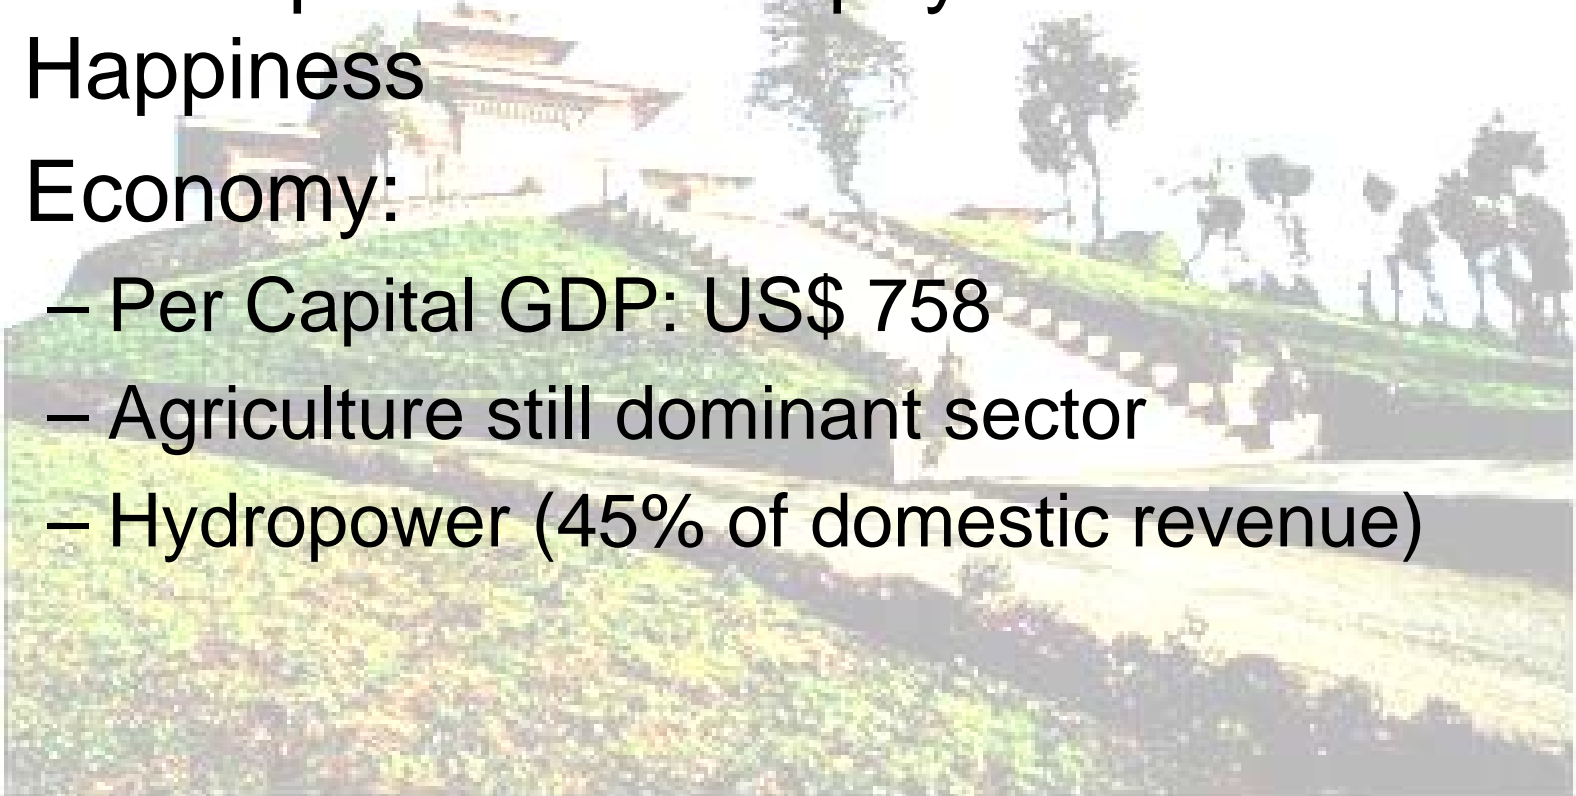 Happiness
Economy:
– Per Capital GDP: US$ 758
– Agriculture still dominant sector
– Hydropower (45% of domestic revenue)